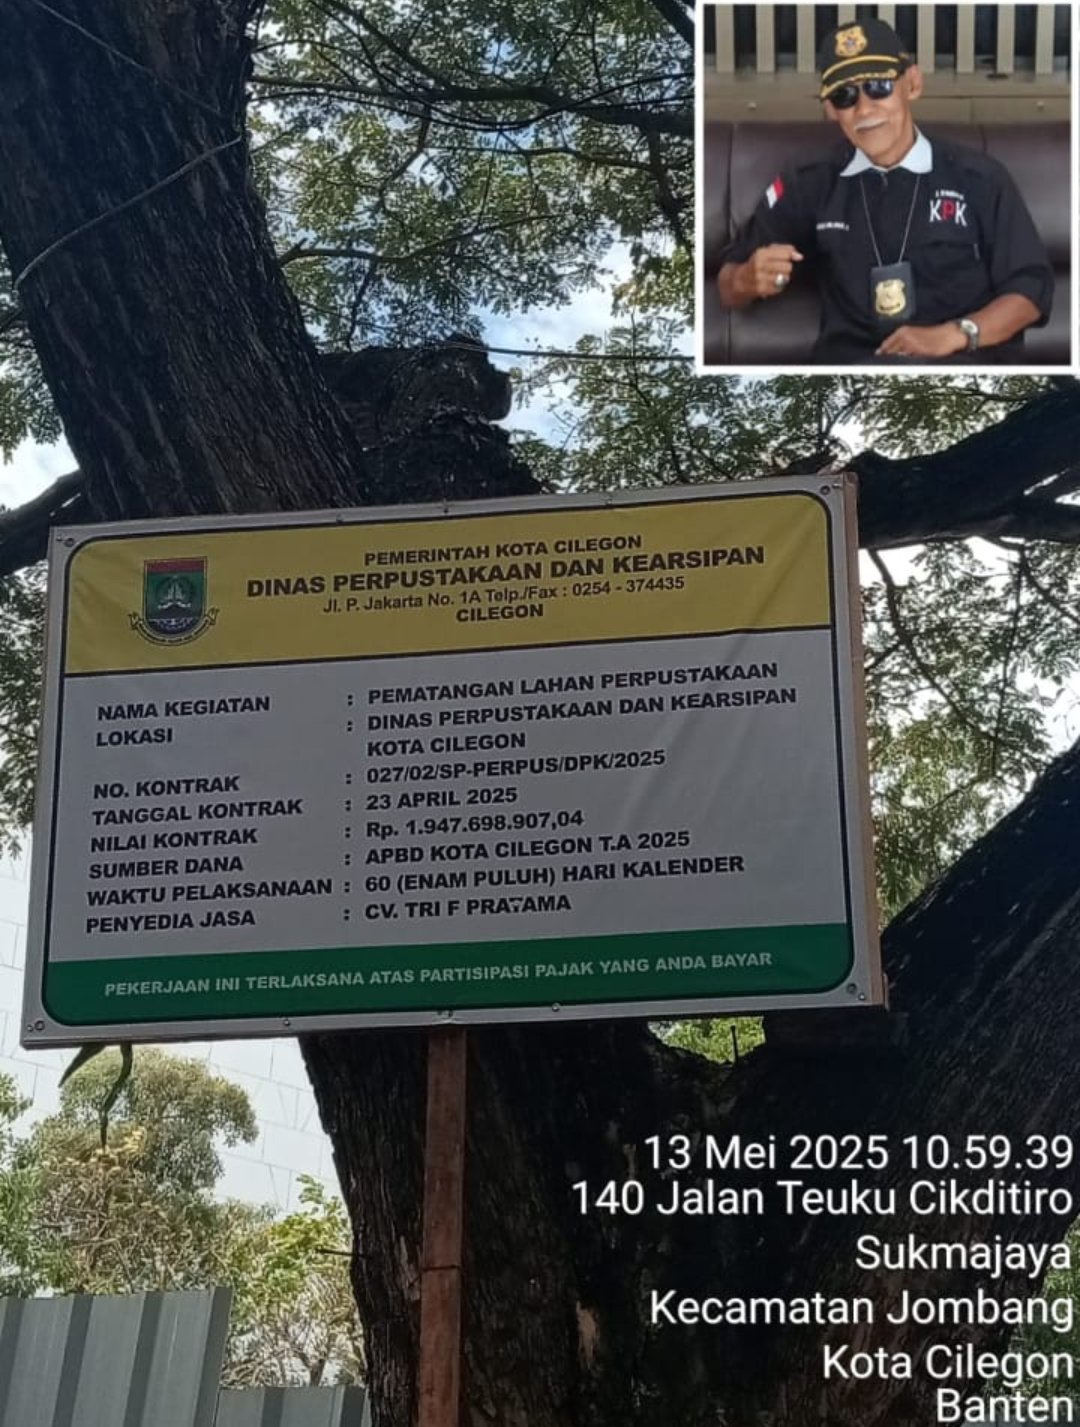 KPK
PEMERINTAH KOTA CILEGON
DINAS PERPUSTAKAAN DAN KEARSIPAN
Jl. P. Jakarta No. 1A Telp./Fax : 0254 - 374435
CILEGON
NAMA KEGIATAN : PEMATANGAN LAHAN PERPUSTAKAAN
LOKASI : DINAS PERPUSTAKAAN DAN KEARSIPAN
KOTA CILEGON
NO. KONTRAK : 027/02/SP-PERPUS/DPK/2025
TANGGAL KONTRAK : 23 APRIL 2025
NILAI KONTRAK : Rp. 1.947.698.907,04
SUMBER DANA : APBD KOTA CILEGON T.A 2025
WAKTU PELAKSANAAN : 60 (ENAM PULUH) HARI KALENDER
PENYEDIA JASA : CV. TRI F PRATAMA
PEKERJAAN INI TERLAKSANA ATAS PARTISIPASI PAJAK YANG ANDA BAYAR
13 Mei 2025 10.59.39
140 Jalan Teuku Cikditiro
Sukmajaya
Kecamatan Jombang
Kota Cilegon
Banten